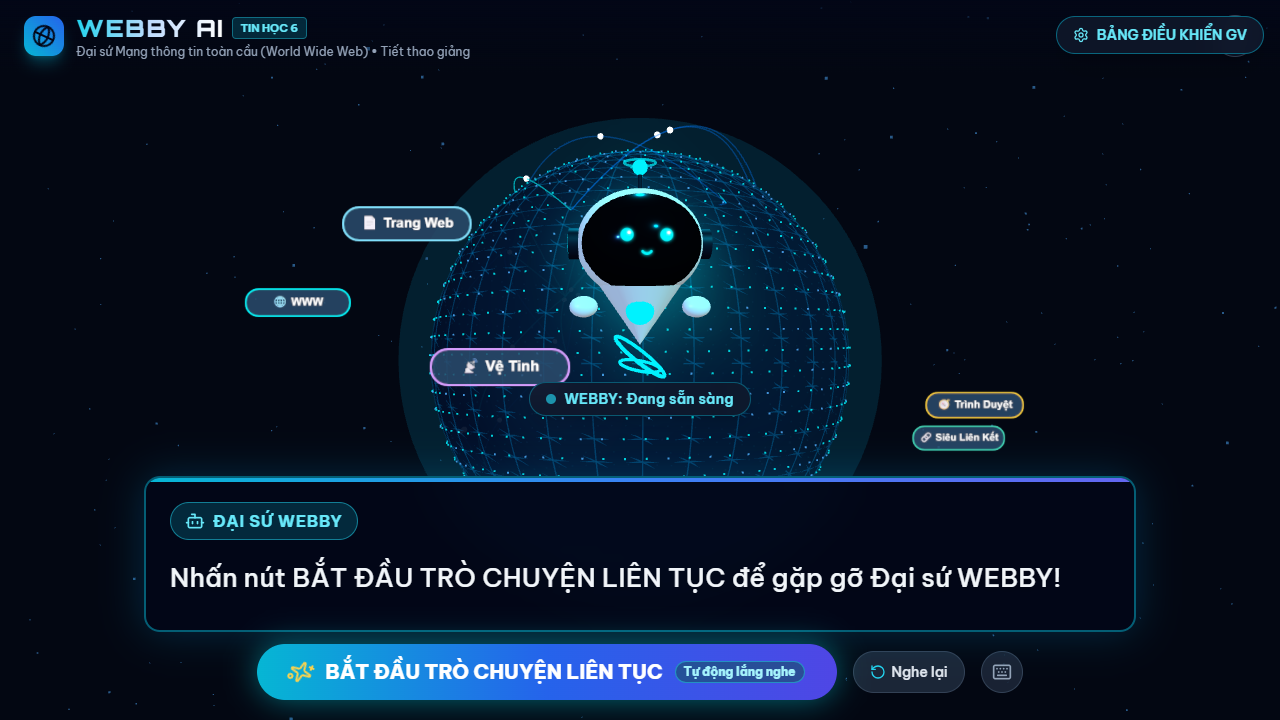 WEBBY AI TIN HỌC 6
Đại sứ Mạng thông tin toàn cầu (World Wide Web) • Tiết thao giảng
BẢNG ĐIỀU KHIỂN GV
Trang Web
WWW
Vệ Tinh
WEBBY: Đang sẵn sàng
Trình Duyệt
Siêu Liên Kết
ĐẠI SỨ WEBBY
Nhấn nút BẮT ĐẦU TRÒ CHUYỆN LIÊN TỤC để gặp gỡ Đại sứ WEBBY!
BẮT ĐẦU TRÒ CHUYỆN LIÊN TỤC Tự động lắng nghe
Nghe lại